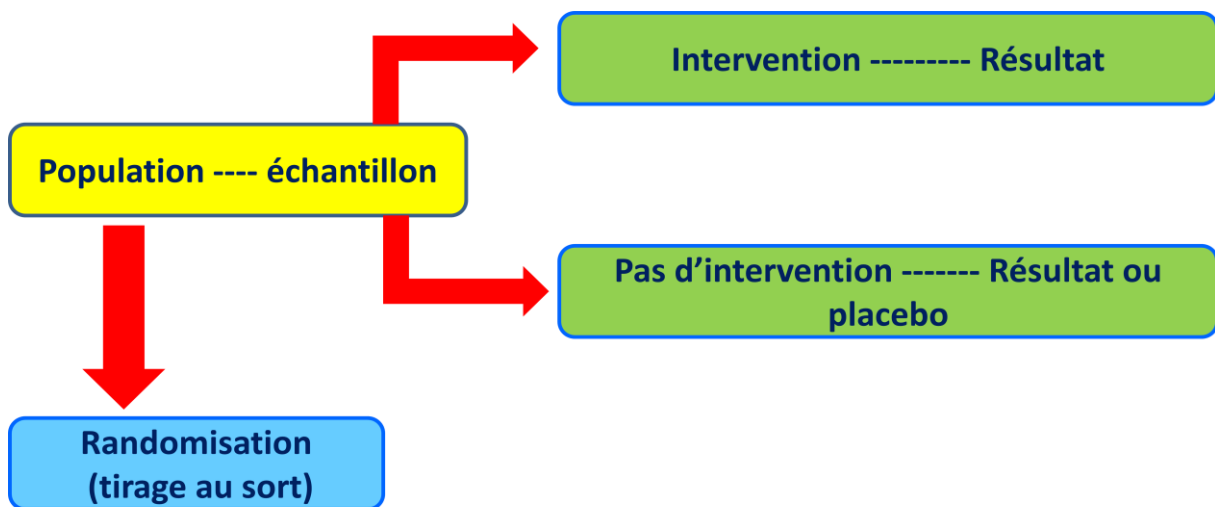 Intervention --------- Résultat
Population ---- échantillon
Pas d’intervention ------- Résultat ou
placebo
Randomisation
(tirage au sort)